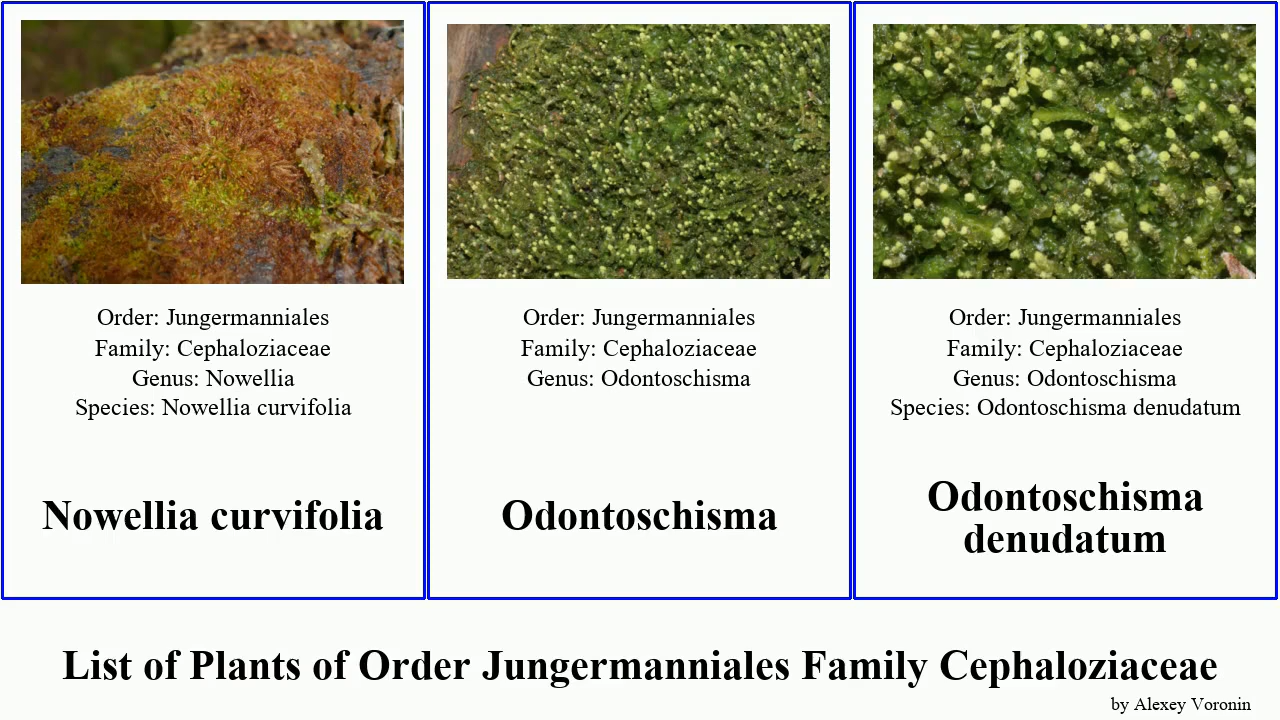 Order: Jungermanniales
Family: Cephaloziaceae
Genus: Nowellia
Species: Nowellia curvifolia
Nowellia curvifolia
Order: Jungermanniales
Family: Cephaloziaceae
Genus: Odontoschisma
Odontoschisma
Order: Jungermanniales
Family: Cephaloziaceae
Genus: Odontoschisma
Species: Odontoschisma denudatum
Odontoschisma
denudatum
List of Plants of Order Jungermanniales Family Cephaloziaceae
by Alexey Voronin